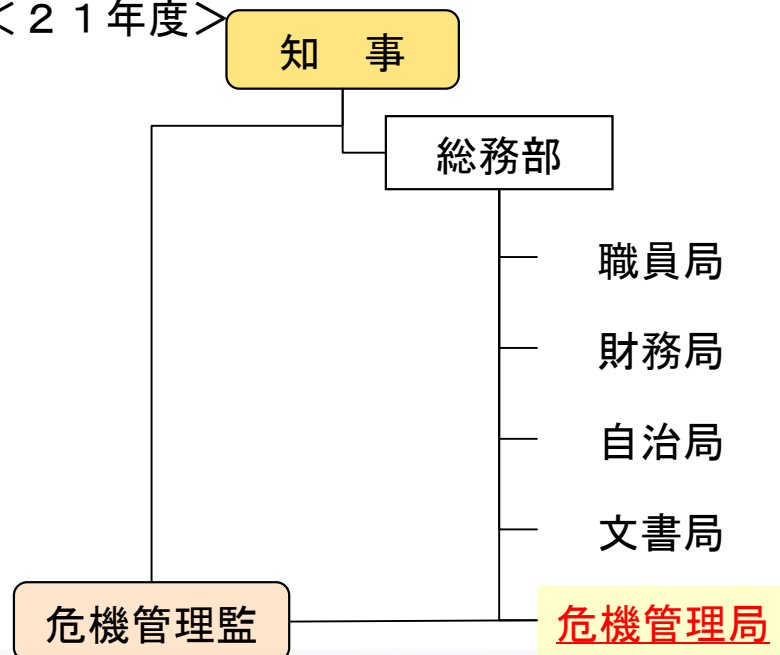 ＜２１年度＞
知　事
総務部
職員局
財務局
自治局
文書局
危機管理監
危機管理局